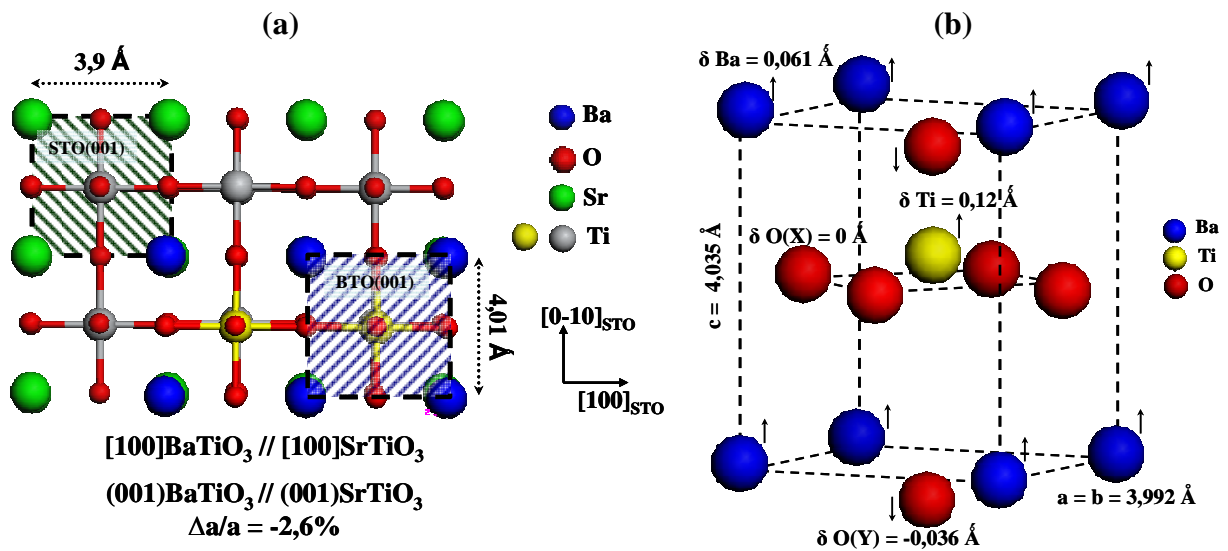 (a)
3,9 Å
STO(001)
Ba
O
Sr
Ti
BTO(001)
4,01 Å
[0-10]STO
[100]STO
[100]BaTiO3 // [100]SrTiO3
(001)BaTiO3 // (001)SrTiO3
Δa/a = -2,6%
(b)
δ Ba = 0,061 Å
δ Ti = 0,12 Å
δ O(X) = 0 Å
c = 4,035 Å
Ba
Ti
O
a = b = 3,992 Å
δ O(Y) = -0,036 Å